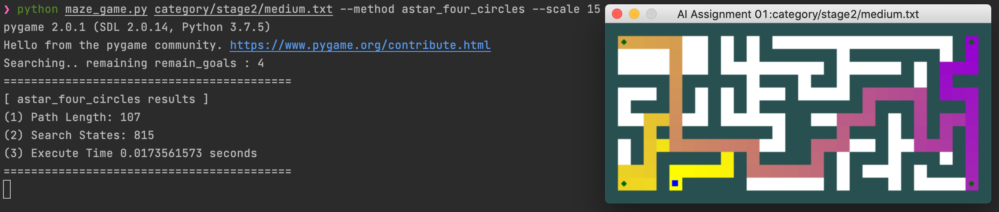 ❯ python maze_game.py category/stage2/medium.txt --method astar_four_circles --scale 15
pygame 2.0.1 (SDL 2.0.14, Python 3.7.5)
Hello from the pygame community. https://www.pygame.org/contribute.html
Searching.. remaining remain_goals : 4
==========================================
[ astar_four_circles results ]
(1) Path Length: 107
(2) Search States: 815
(3) Execute Time 0.0173561573 seconds
==========================================
AI Assignment 01:category/stage2/medium.txt